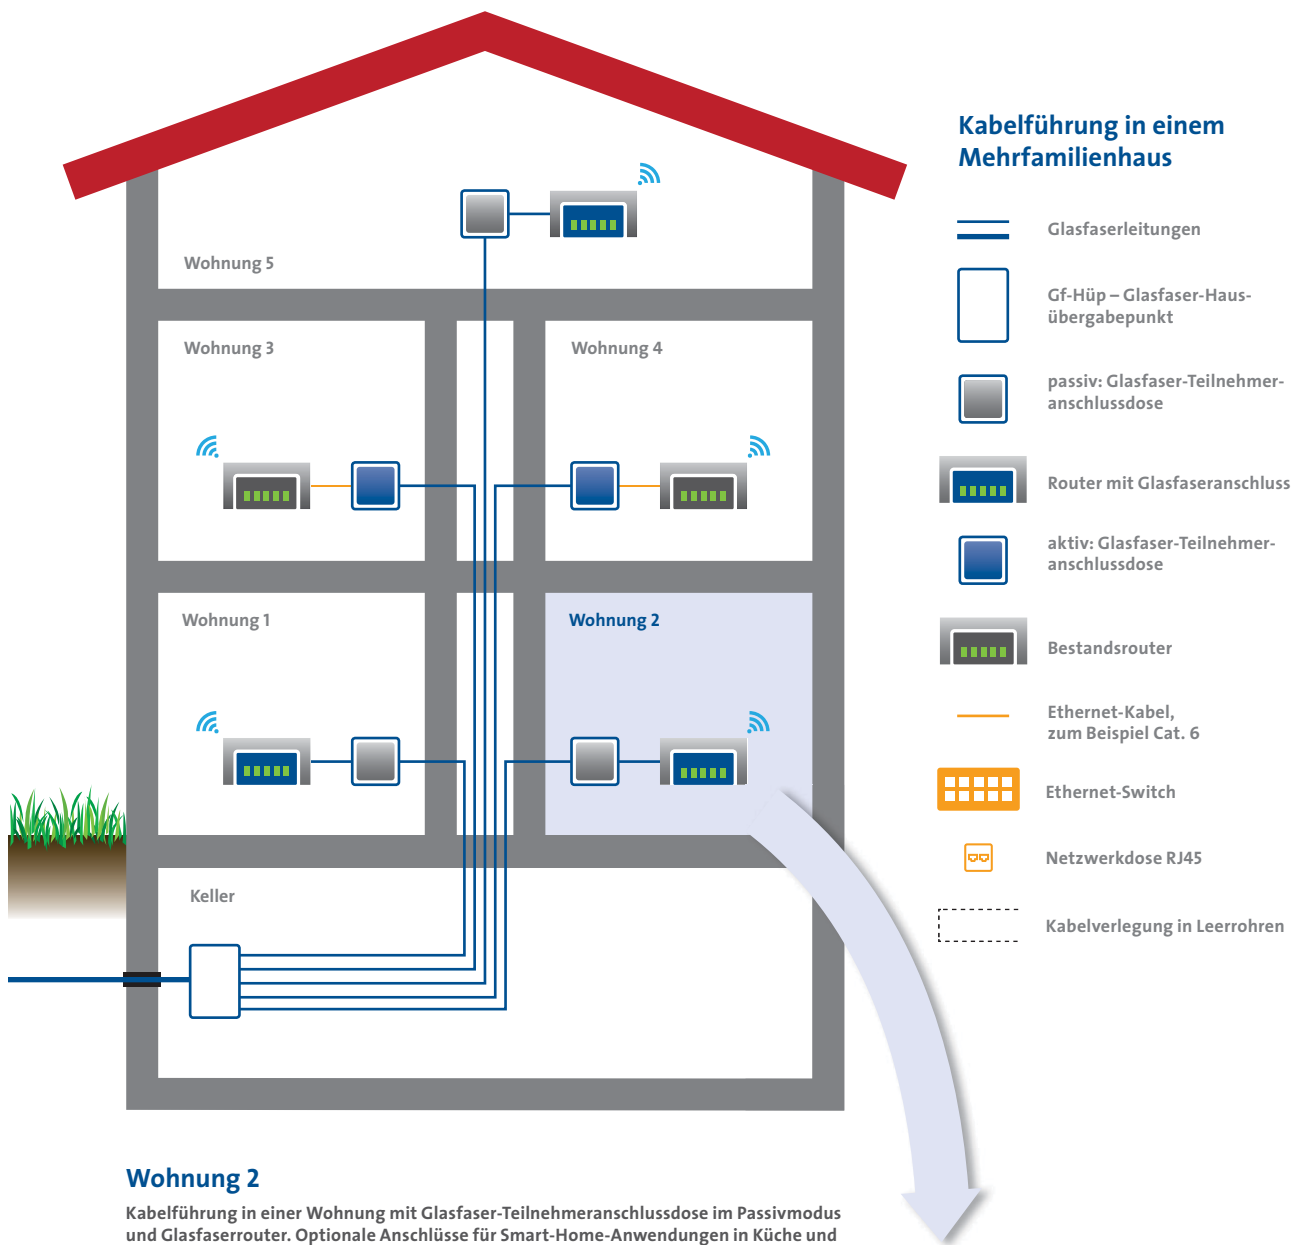 Kabelführung in einem
Mehrfamilienhaus
Glasfaserleitungen
Gf-Hüp – Glasfaser-Haus-
übergabepunkt
passiv: Glasfaser-Teilnehmer-
anschlussdose
Router mit Glasfaseranschluss
aktiv: Glasfaser-Teilnehmer-
anschlussdose
Bestandsrouter
Ethernet-Kabel,
zum Beispiel Cat. 6
Ethernet-Switch
Netzwerkdose RJ45
Kabelverlegung in Leerrohren
Wohnung 5
Wohnung 3
Wohnung 4
Wohnung 1
Wohnung 2
Keller
Wohnung 2
Kabelführung in einer Wohnung mit Glasfaser-Teilnehmeranschlussdose im Passivmodus
und Glasfaserrouter. Optionale Anschlüsse für Smart-Home-Anwendungen in Küche und